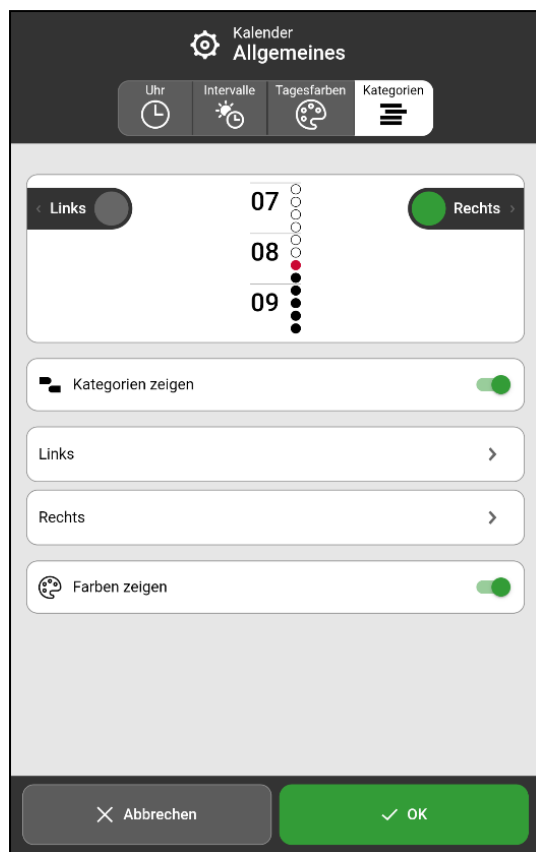 Kalender
Allgemeines
Uhr
Intervalle
Tagesfarben
Kategorien
Links
07
Rechts
08
09
Kategorien zeigen
Links
Rechts
Farben zeigen
Abbrechen
OK